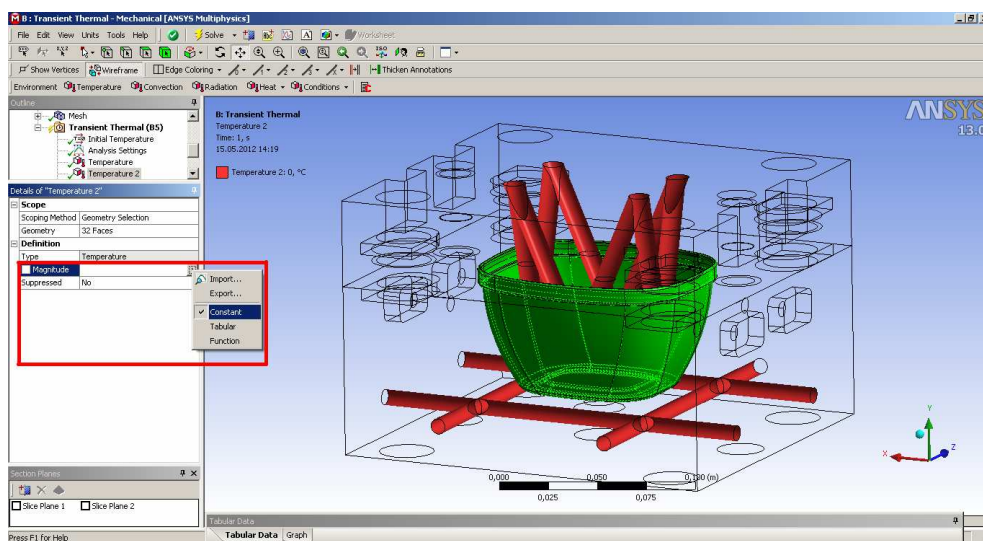 B : Transient Thermal - Mechanical [ANSYS Multiphysics]
File Edit View Units Tools Help Solve Worksheet
Show Vertices Wireframe Edge Coloring Thicken Annotations
Environment Temperature Convection Radiation Heat Conditions
Outline
Mesh
Transient Thermal (B5)
Initial Temperature
Analysis Settings
Temperature
Temperature 2
Details of "Temperature 2"
Scope
Scoping Method Geometry Selection
Geometry 32 Faces
Definition
Type Temperature
Magnitude
Suppressed No
Import...
Export...
Constant
Tabular
Function
B: Transient Thermal
Temperature 2
Time: 1, s
15.05.2012 14:19
Temperature 2: 0, °C
ANSYS
13.0
0,000 0,050 0,100 (m)
0,025 0,075
Y
X
Z
Section Planes
Slice Plane 1 Slice Plane 2
Tabular Data
Tabular Data Graph
Press F1 for Help